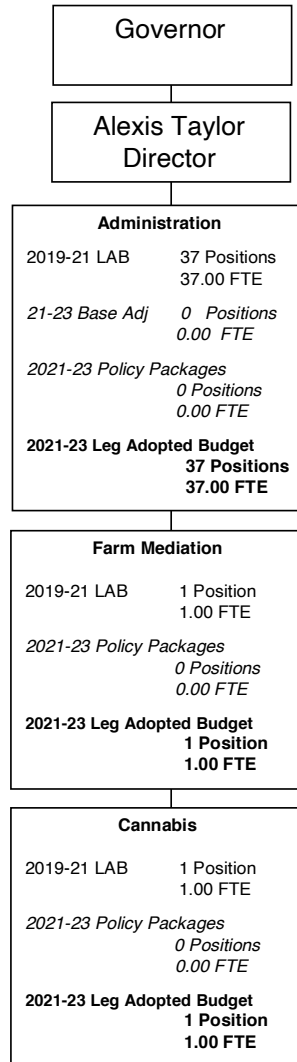 Governor
Alexis Taylor
Director
Administration
2019-21 LAB 37 Positions
37.00 FTE
21-23 Base Adj 0 Positions
0.00 FTE
2021-23 Policy Packages
0 Positions
0.00 FTE
2021-23 Leg Adopted Budget
37 Positions
37.00 FTE
Farm Mediation
2019-21 LAB 1 Position
1.00 FTE
2021-23 Policy Packages
0 Positions
0.00 FTE
2021-23 Leg Adopted Budget
1 Position
1.00 FTE
Cannabis
2019-21 LAB 1 Position
1.00 FTE
2021-23 Policy Packages
0 Positions
0.00 FTE
2021-23 Leg Adopted Budget
1 Position
1.00 FTE